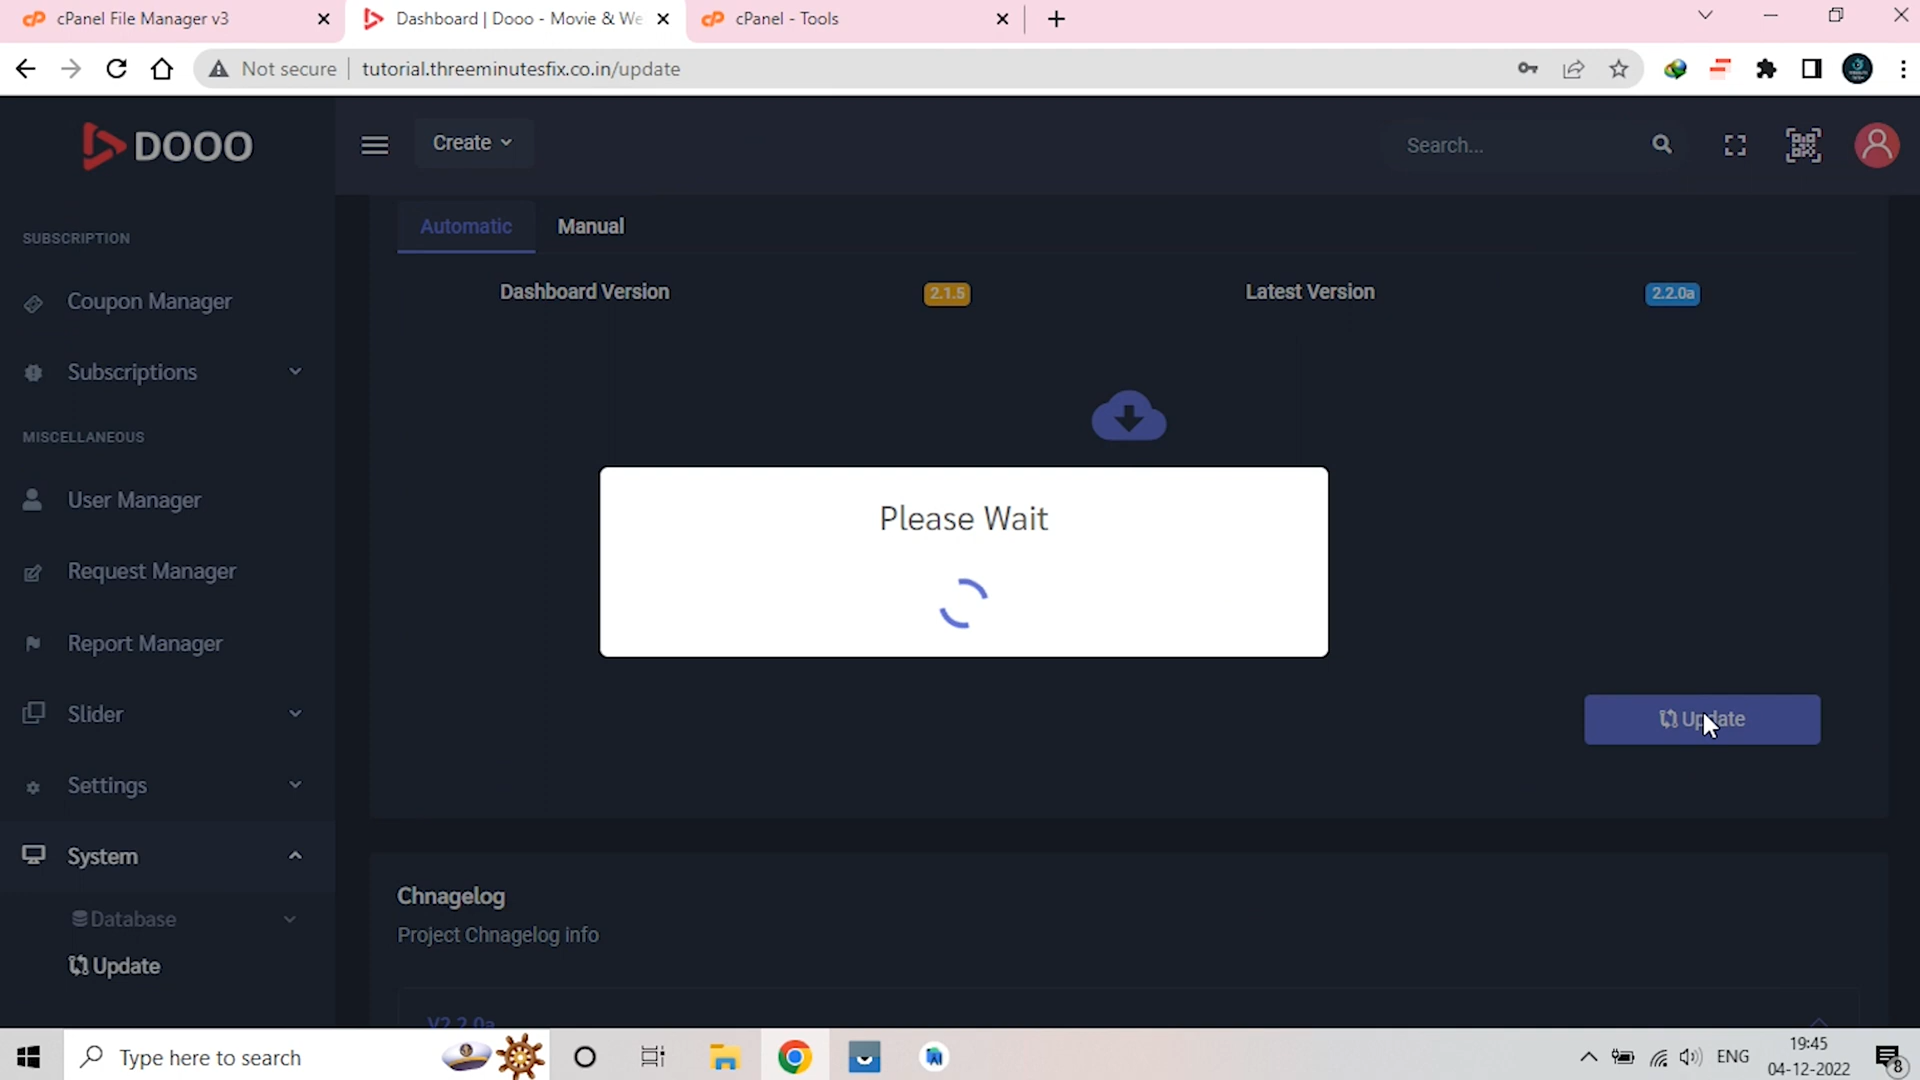 cPanel File Manager v3
Dashboard | Dooo - Movie & We
cPanel - Tools
Not secure
tutorial.threeminutesfix.co.in/update
DOOO
Create
Search...
SUBSCRIPTION
Coupon Manager
Subscriptions
MISCELLANEOUS
User Manager
Request Manager
Report Manager
Slider
Settings
System
Database
Update
Automatic
Manual
Dashboard Version
2.1.5
Latest Version
2.2.0a
Please Wait
Update
Chnagelog
Project Chnagelog info
V2.2.0a
Type here to search
ENG
19:45
04-12-2022
8